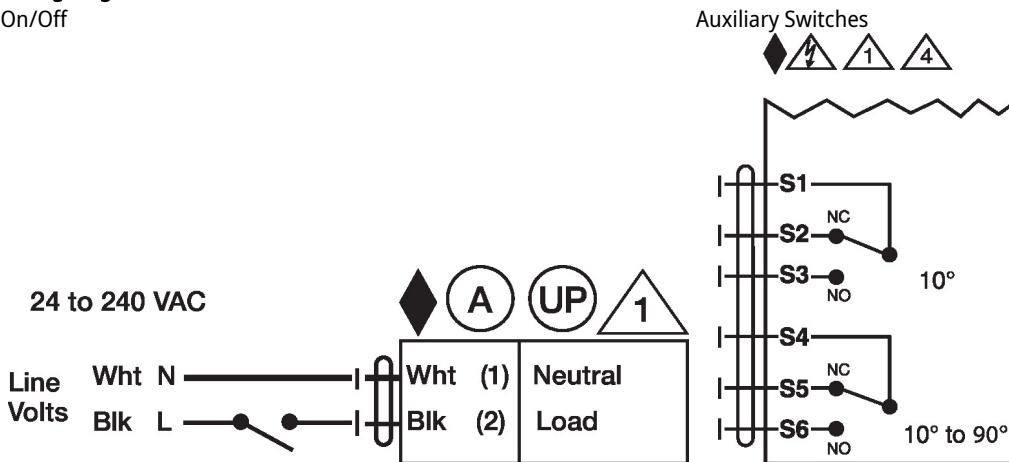 On/Off
24 to 240 VAC
A UP 1
Line Volts
Wht N
Wht (1) Neutral
Blk L
Blk (2) Load
Auxiliary Switches
1 4
S1
NC
S2
S3
NO
10°
S4
NC
S5
S6
NO
10° to 90°